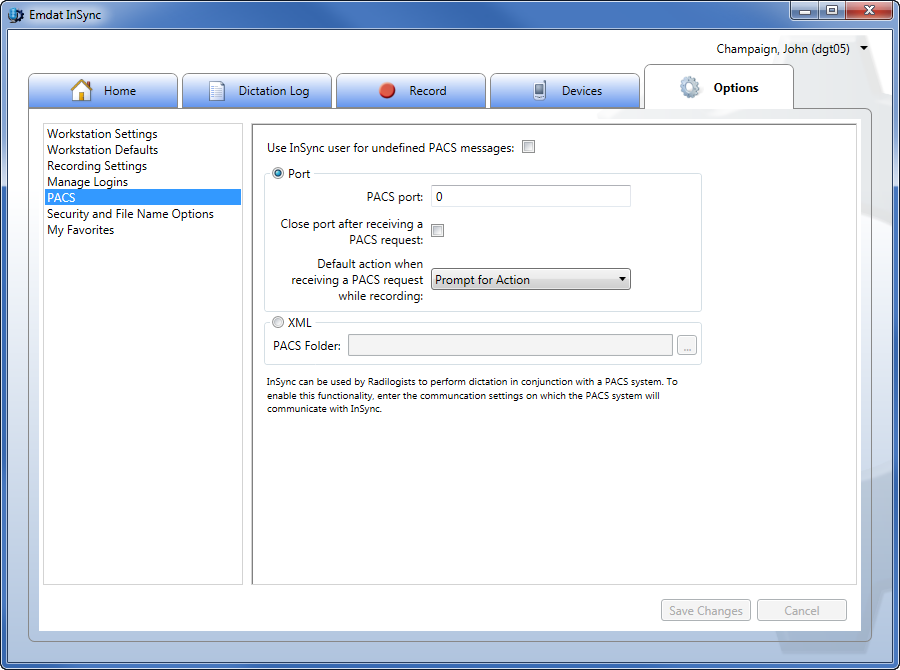 Emdat InSync
Champaign, John (dgt05)
Home
Dictation Log
Record
Devices
Options
Workstation Settings
Workstation Defaults
Recording Settings
Manage Logins
PACS
Security and File Name Options
My Favorites
Use InSync user for undefined PACS messages:
Port
PACS port: 0
Close port after receiving a
PACS request:
Default action when
receiving a PACS request
while recording:
Prompt for Action
XML
PACS Folder:
...
InSync can be used by Radilogists to perform dictation in conjunction with a PACS system. To
enable this functionality, enter the communcation settings on which the PACS system will
communicate with InSync.
Save Changes
Cancel